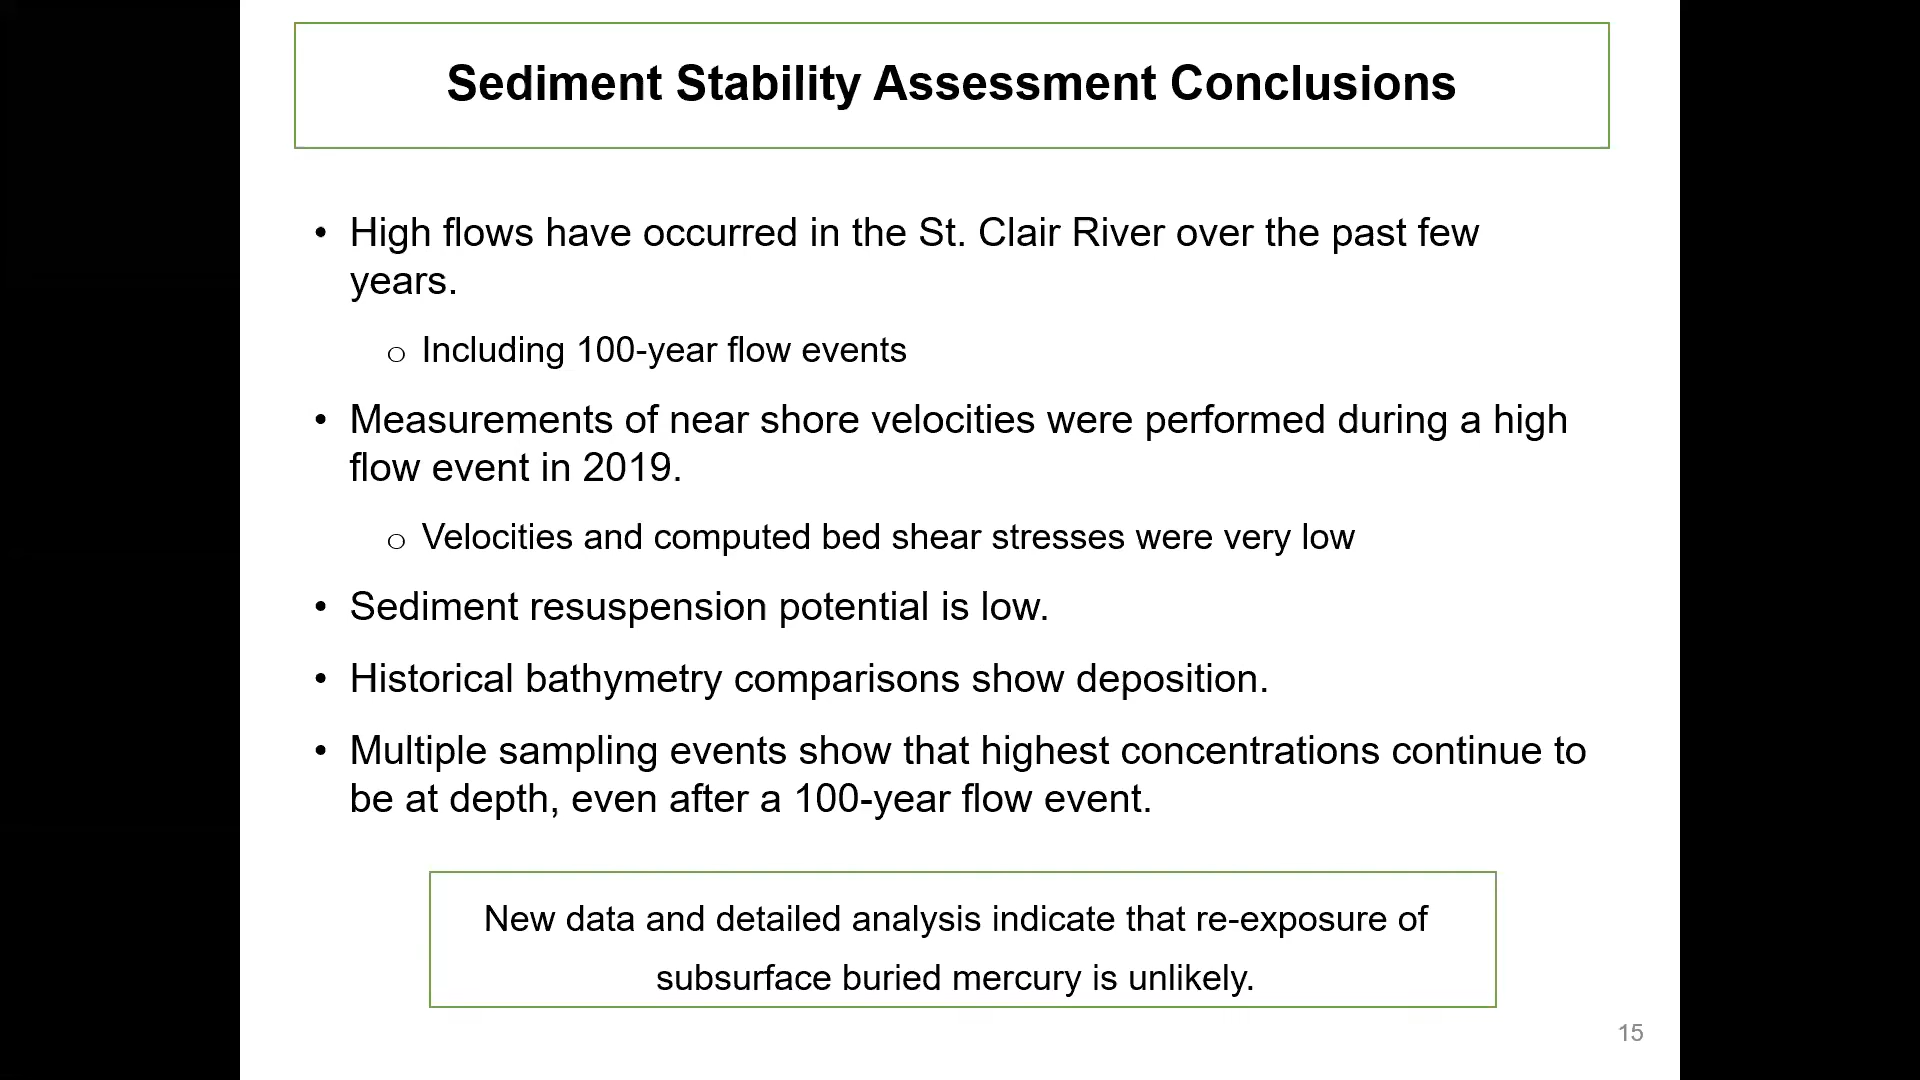 Sediment Stability Assessment Conclusions
• High flows have occurred in the St. Clair River over the past few
years.
o Including 100-year flow events
• Measurements of near shore velocities were performed during a high
flow event in 2019.
o Velocities and computed bed shear stresses were very low
• Sediment resuspension potential is low.
• Historical bathymetry comparisons show deposition.
• Multiple sampling events show that highest concentrations continue to
be at depth, even after a 100-year flow event.
New data and detailed analysis indicate that re-exposure of
subsurface buried mercury is unlikely.
15